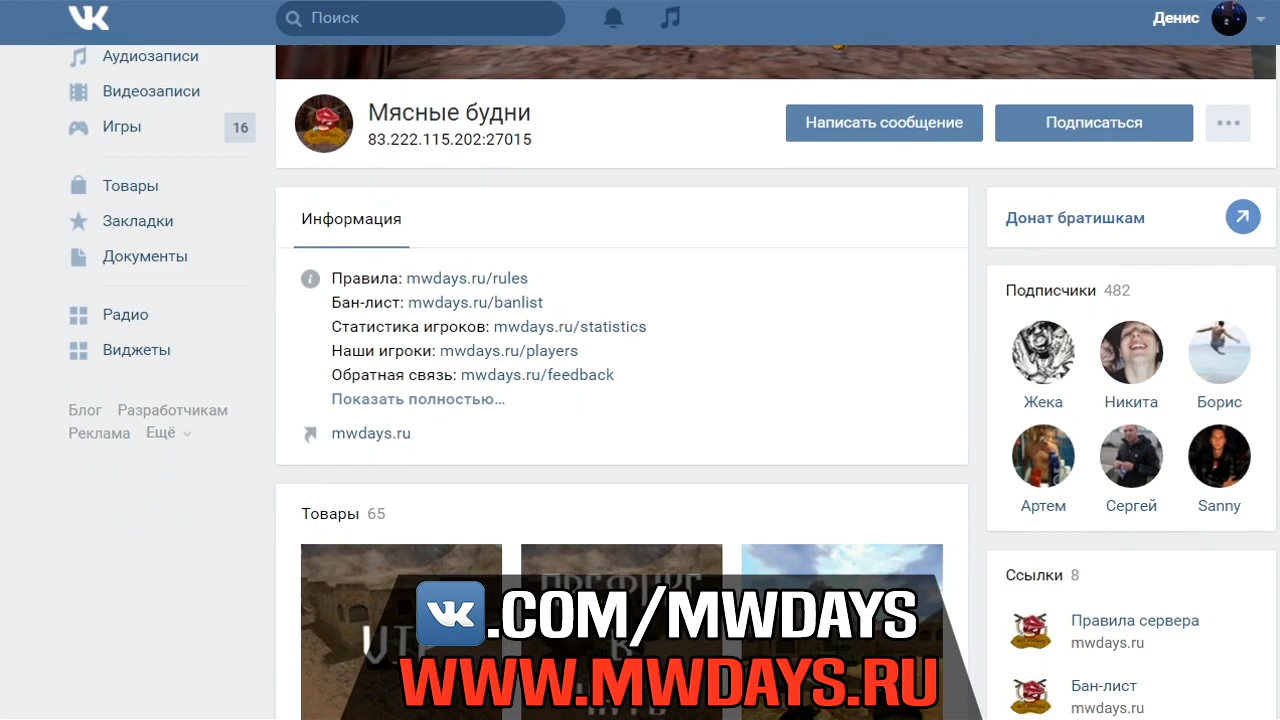 Поиск
Денис
Аудиозаписи
Видеозаписи
Игры 16
Товары
Закладки
Документы
Радио
Виджеты
Блог Разработчикам
Реклама Ещё
Мясные будни
83.222.115.202:27015
Написать сообщение
Подписаться
Информация
Правила: mwdays.ru/rules
Бан-лист: mwdays.ru/banlist
Статистика игроков: mwdays.ru/statistics
Наши игроки: mwdays.ru/players
Обратная связь: mwdays.ru/feedback
Показать полностью…
mwdays.ru
Товары 65
VIP
ПРЕФИКС
В
VK.COM/MWDAYS
WWW.MWDAYS.RU
Донат братишкам
Подписчики 482
Жека Никита Борис
Артем Сергей Sanny
Ссылки 8
Правила сервера
mwdays.ru
Бан-лист
mwdays.ru